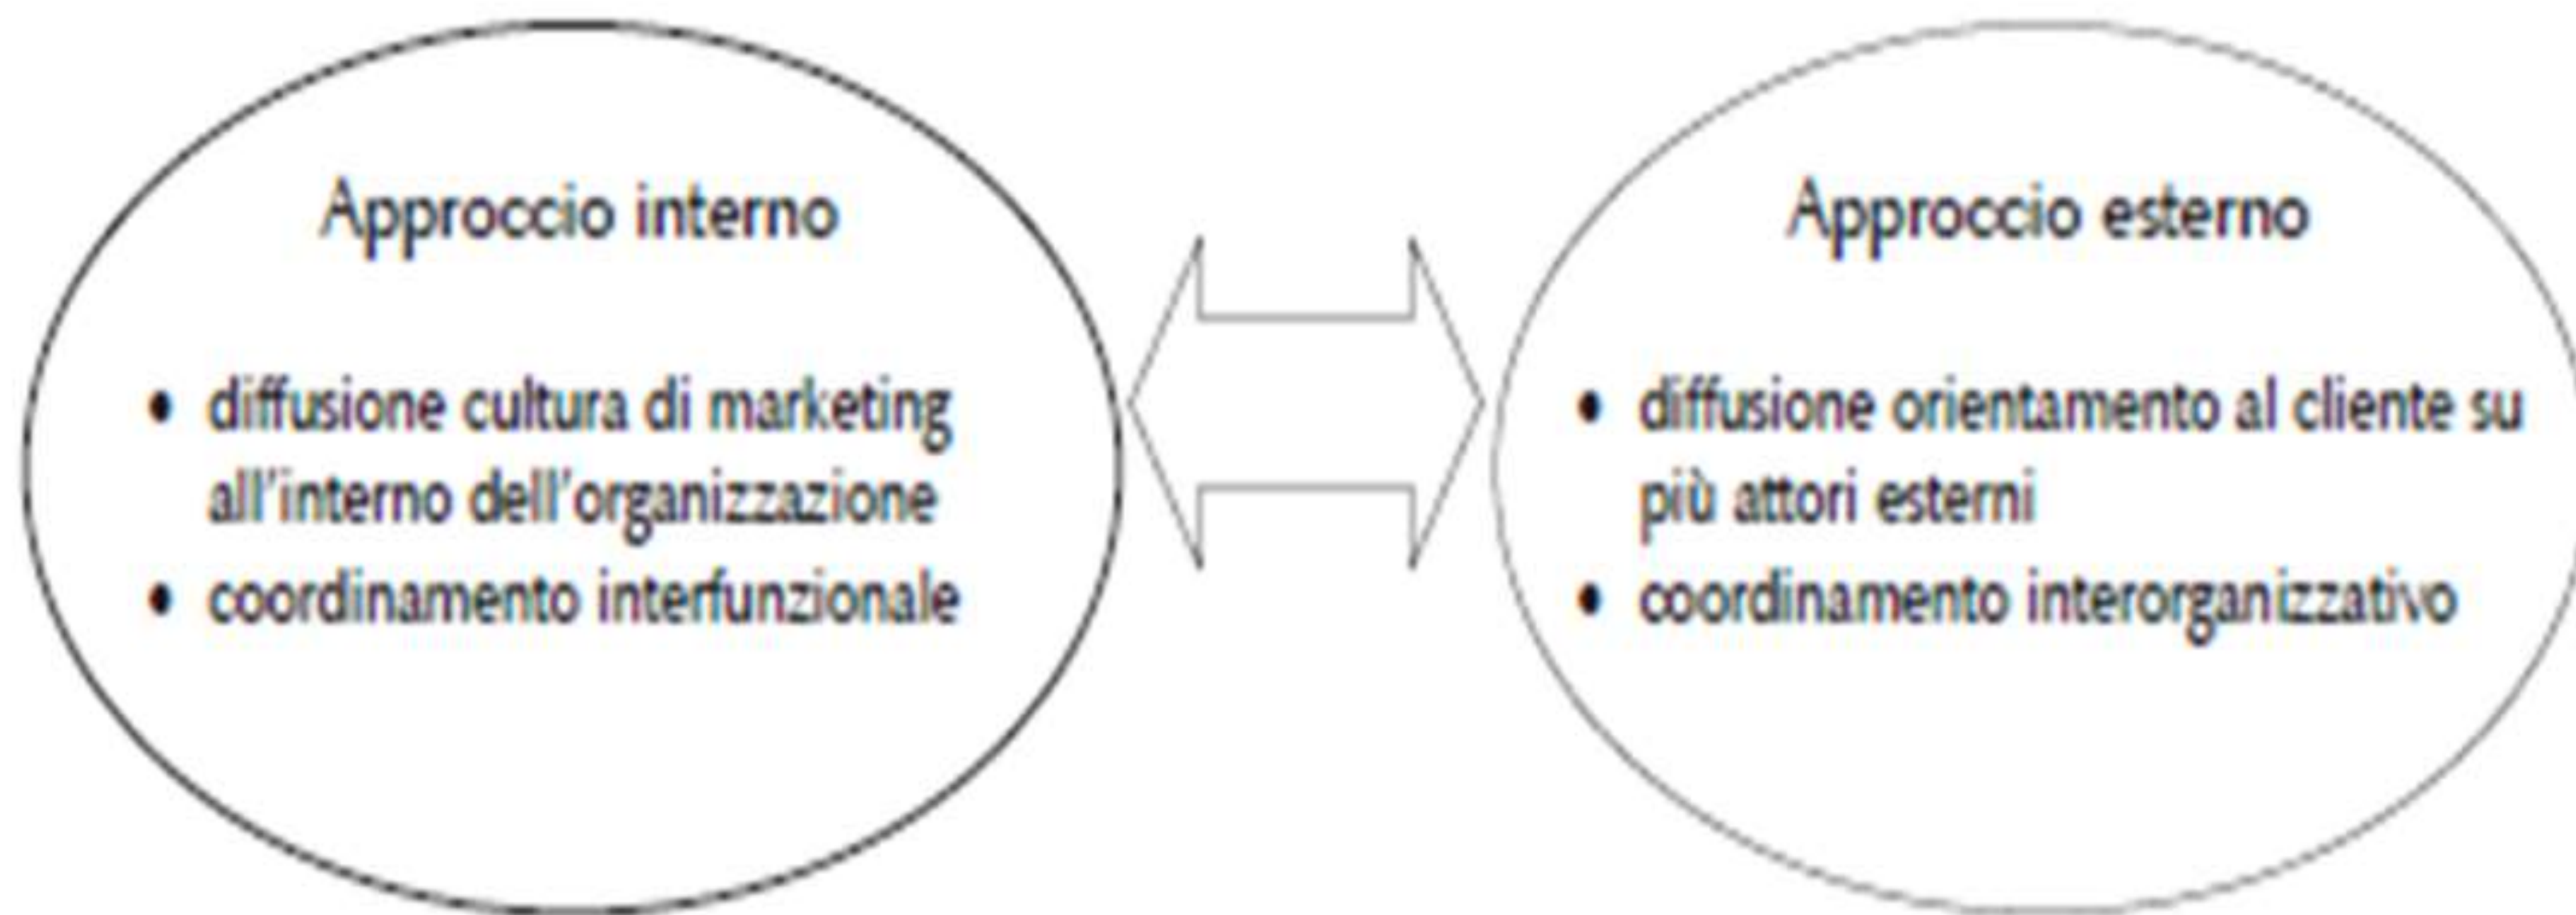 Approccio interno
• diffusione cultura di marketing
all'interno dell'organizzazione
• coordinamento interfunzionale
Approccio esterno
• diffusione orientamento al cliente su
più attori esterni
• coordinamento interorganizzativo